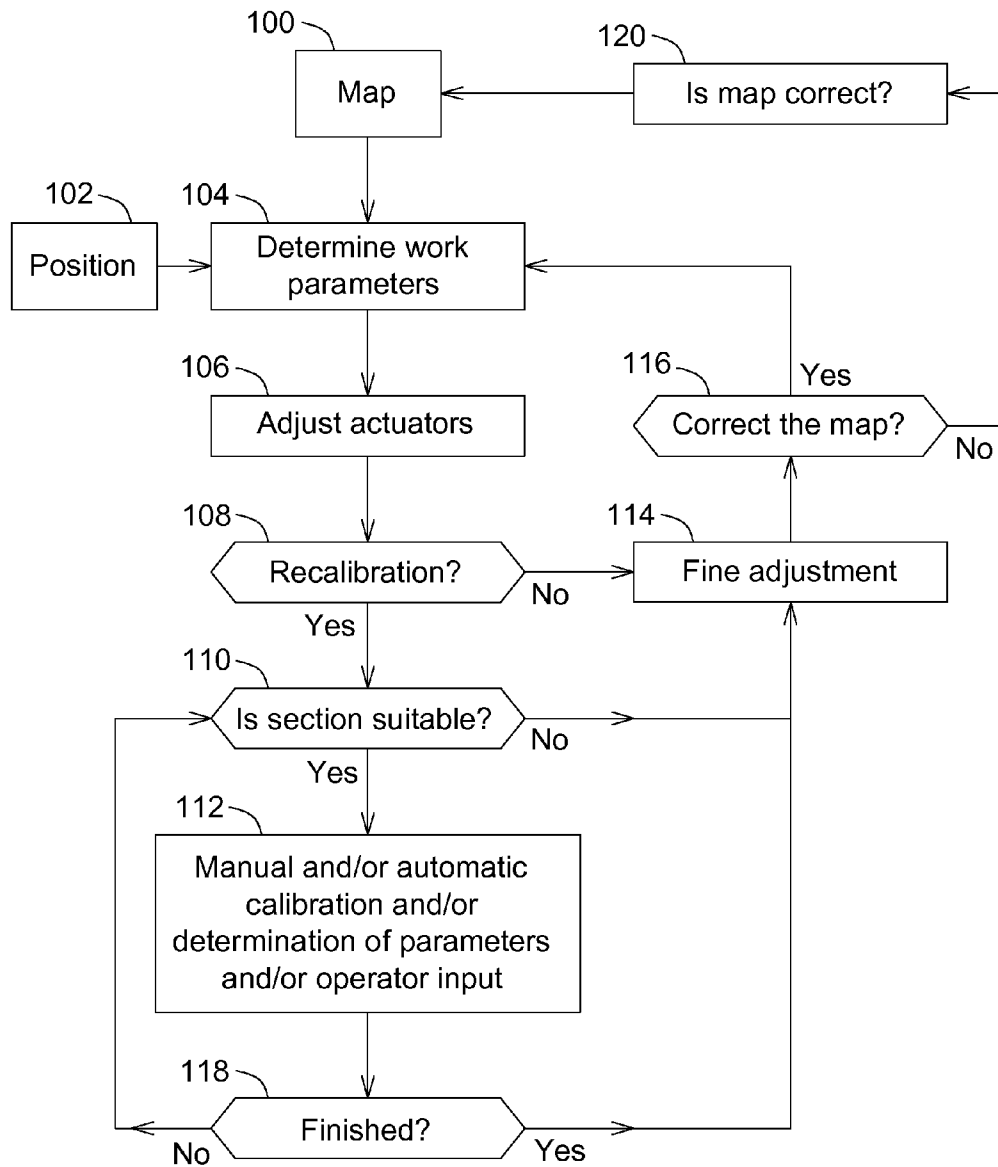 100
Map
120
Is map correct?
102
Position
104
Determine work
parameters
106
Adjust actuators
Yes
116
Correct the map?
No
108
Recalibration?
No
Yes
114
Fine adjustment
110
Is section suitable?
No
Yes
112
Manual and/or automatic
calibration and/or
determination of parameters
and/or operator input
118
Finished?
No
Yes